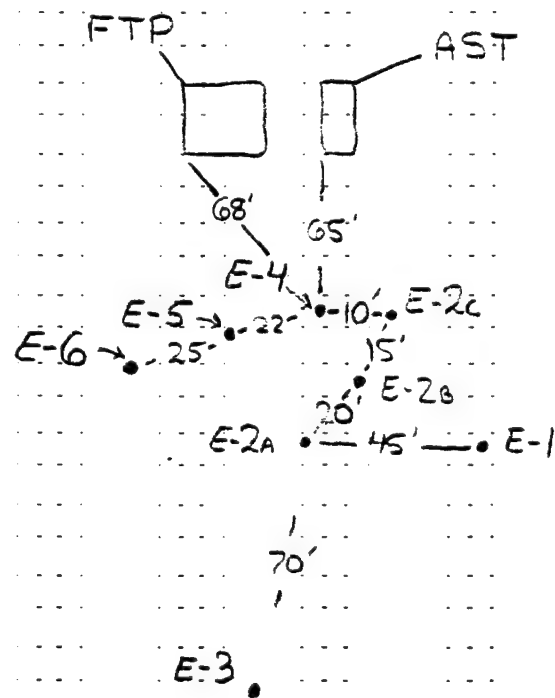 FTP
AST
68'
65'
E-4
E-5
22
10'
E-2C
E-6
25
15'
E-2B
20'
E-2A
45'
E-1
70'
E-3